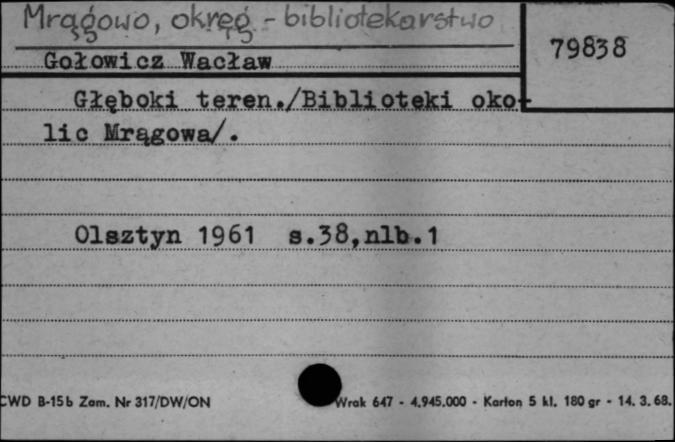 Mrągowo, okręg - bibliotekarstwo
79838
Gołowicz Wacław
Głęboki teren./Biblioteki oko-
lic Mrągowa/.
Olsztyn 1961 s.38,nlb.1
CWD B-15b Zam. Nr 317/DW/ON Wrak 647 - 4.945.000 - Karton 5 kl. 180 gr - 14. 3. 68.